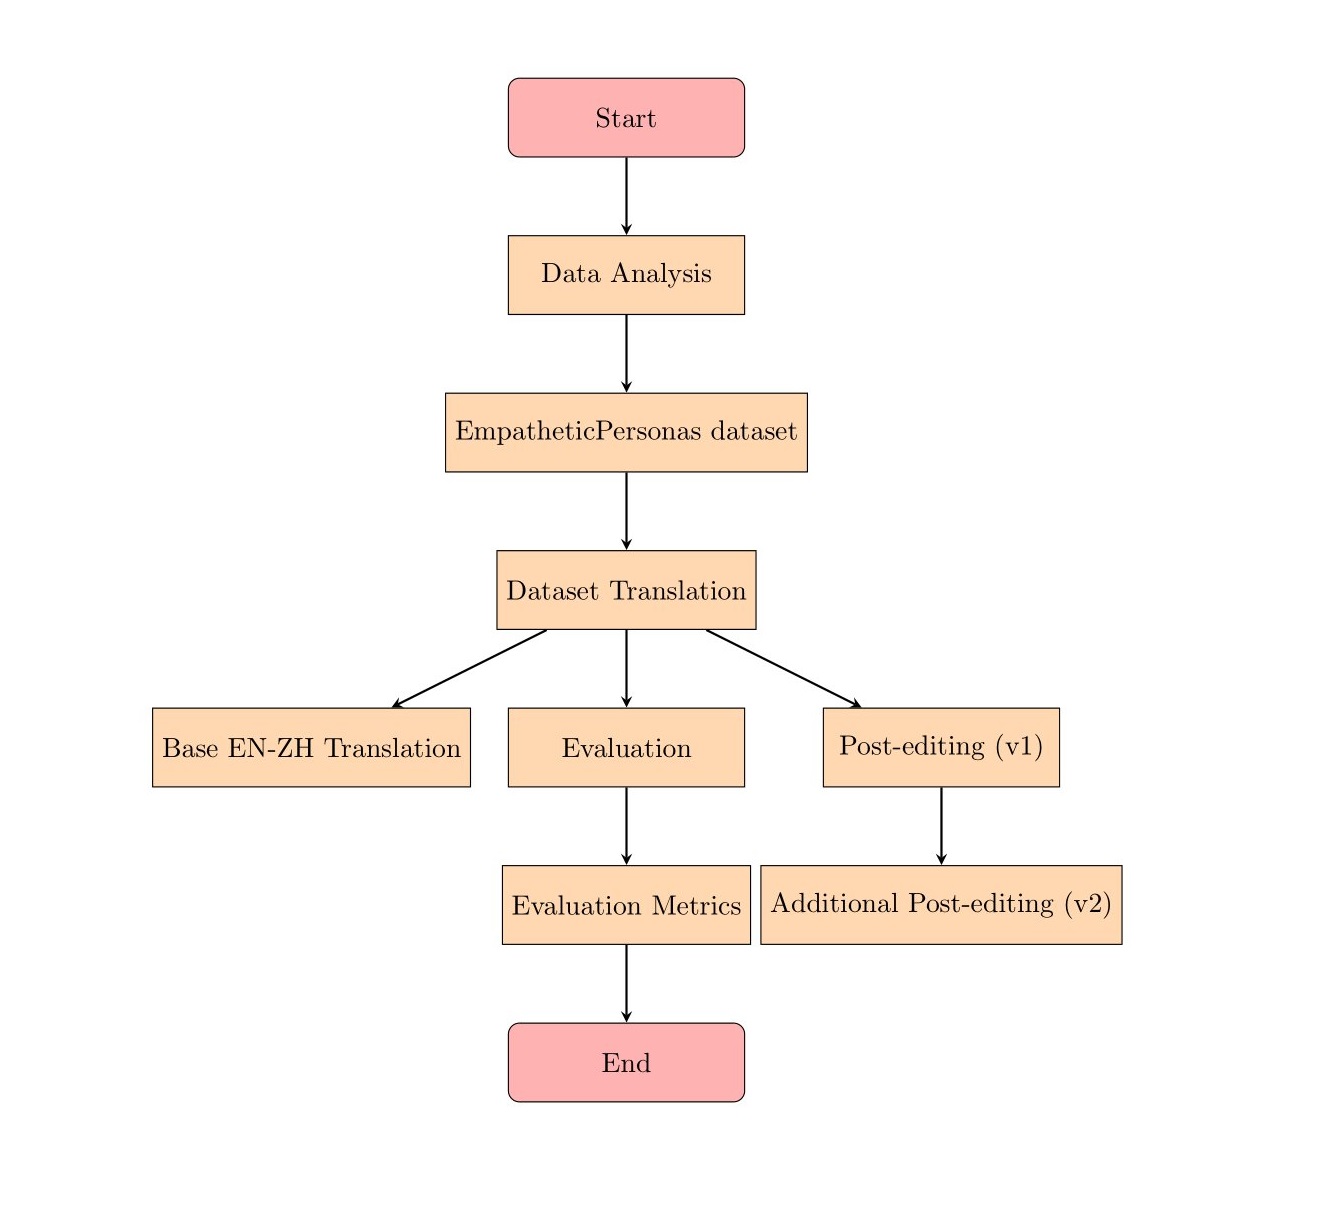 Start
Data Analysis
EmpatheticPersonas dataset
Dataset Translation
Base EN-ZH Translation
Evaluation
Post-editing (v1)
Evaluation Metrics
Additional Post-editing (v2)
End